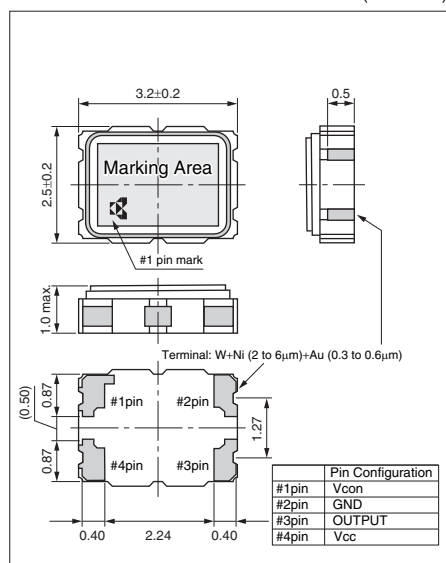 3.2±0.2
0.5
2.5±0.2
Marking Area
#1 pin mark
1.0 max.
Terminal: W+Ni (2 to 6µm)+Au (0.3 to 0.6µm)
(0.50)
0.87
0.87
#1pin
#2pin
#4pin
#3pin
1.27
0.40
2.24
0.40
Pin Configuration
#1pin Vcon
#2pin GND
#3pin OUTPUT
#4pin Vcc